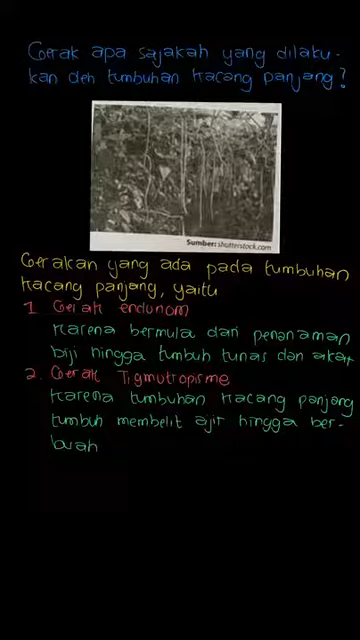 Gerak apa sajakah yang dilaku-
kan oleh tumbuhan kacang panjang?
Sumber: shutterstock.com
Gerakan yang ada pada tumbuhan
kacang panjang, yaitu
1. Gerak endonom
Karena bermula dari penanaman
biji hingga tumbuh tunas dan akar
2. Gerak Tigmutropisme
Karena tumbuhan kacang panjang
tumbuh membelit ajir hingga ber-
buah